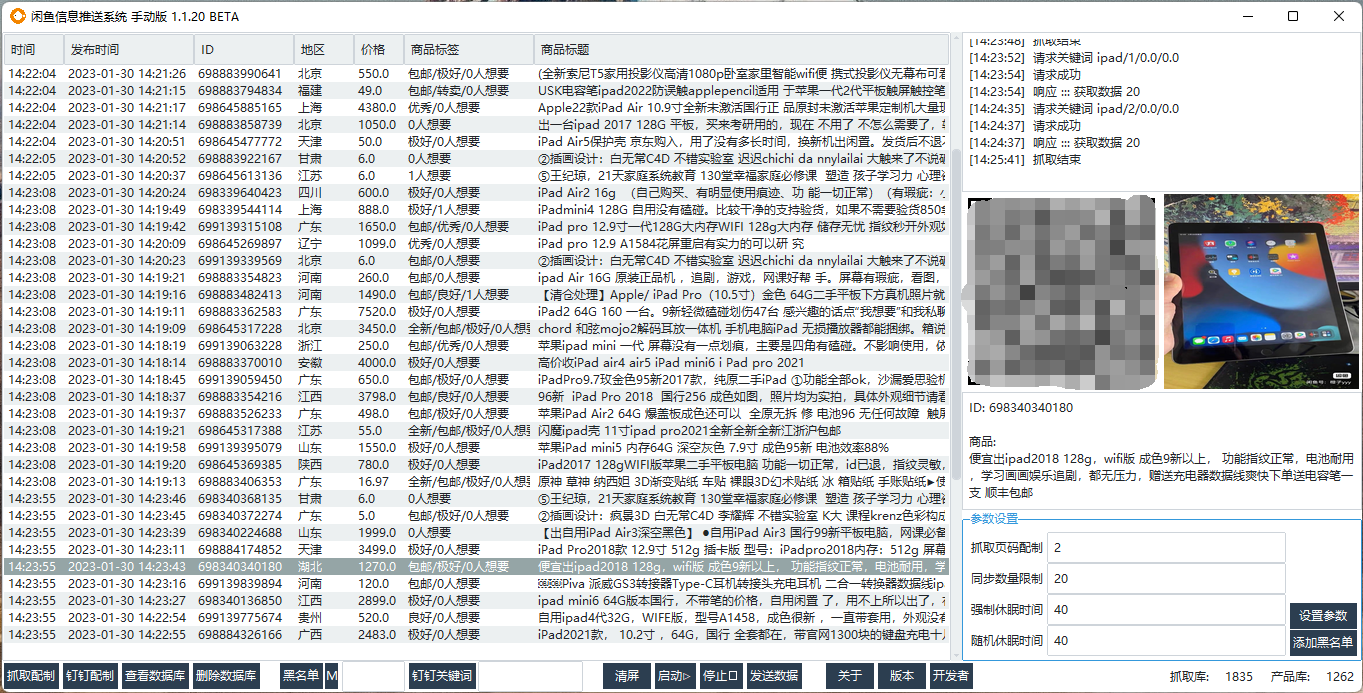 闲鱼信息推送系统 手动版 1.1.20 BETA
时间 发布时间 ID 地区 价格 商品标签 商品标题
14:22:04 2023-01-30 14:21:26 698883990641 北京 550.0 包邮/极好/0人想要 (全新索尼T5家用投影仪高清1080p卧室家里智能wifi便 携式投影仪无幕布可看
14:22:04 2023-01-30 14:21:15 698883794834 福建 49.0 包邮/转卖/0人想要 USK电容笔ipad2022防误触applepencil适用 于苹果一代2代平板触屏触控笔
14:22:04 2023-01-30 14:21:17 698645885165 上海 4380.0 优秀/0人想要 Apple22款iPad Air 10.9寸全新未激活国行正 品原封未激活苹果定制机大量现
14:22:04 2023-01-30 14:21:14 698883858739 北京 1050.0 0人想要 出一台ipad 2017 128G 平板，买来考研用的，现在 不用了 不怎么需要了，
14:22:04 2023-01-30 14:20:51 698645477772 天津 50.0 极好/0人想要 iPad Air5保护壳 京东购入，用了没有多长时间，换新机出闲置。发货后不退
14:22:05 2023-01-30 14:20:52 698883922167 甘肃 6.0 0人想要 ②插画设计：白无常C4D 不错实验室 迟迟chichi da nnylailai 大触来了不说
14:22:05 2023-01-30 14:20:37 698645613136 江苏 6.0 1人想要 ⑤王纪琼，21天家庭系统教育 130堂幸福家庭必修课 塑造 孩子学习力 心理
14:23:08 2023-01-30 14:20:24 698339640423 四川 600.0 极好/0人想要 iPad Air2 16g （自己购买、有明显使用痕迹、功 能一切正常）（有瑕疵：
14:23:08 2023-01-30 14:19:49 698339544114 上海 888.0 极好/1人想要 iPadmini4 128G 自用没有磕碰。比较干净的支持验货，如果不需要验货850
14:23:08 2023-01-30 14:19:42 699139315108 广东 1650.0 包邮/优秀/0人想要 iPad pro 12.9寸一代128G大内存WIFI 128g大内存 储存无忧 指纹秒开外观
14:23:08 2023-01-30 14:20:09 698645269897 辽宁 1099.0 优秀/0人想要 iPad pro 12.9 A1584花屏重启有实力的可以研 究
14:23:08 2023-01-30 14:20:23 699139339569 北京 6.0 包邮/极好/0人想要 ②插画设计：白无常C4D 不错实验室 迟迟chichi da nnylailai 大触来了不说
14:23:08 2023-01-30 14:19:21 698883354823 河南 260.0 包邮/极好/0人想要 ipad Air 16G 原装正品机 ，追剧，游戏，网课好帮 手。屏幕有瑕疵，看图，
14:23:08 2023-01-30 14:19:16 698883482413 河南 1490.0 包邮/良好/1人想要 【清仓处理】Apple/ iPad Pro（10.5寸）金色 64G二手平板下方真机照片就
14:23:08 2023-01-30 14:19:11 698883362583 广东 7520.0 极好/0人想要 iPad2 64G 160 一台。9新轻微磕碰划伤47台 感兴趣的话点“我想要”和我私聊
14:23:08 2023-01-30 14:19:09 698645317228 北京 3450.0 全新/包邮/极好/0人想要 chord 和弦mojo2解码耳放一体机 手机电脑iPad 无损播放器都能捆绑。箱说
14:23:08 2023-01-30 14:18:19 699139063228 浙江 250.0 包邮/优秀/0人想要 苹果ipad mini 一代 屏幕没有一点划痕，主要是四角有磕碰。不影响使用，
14:23:08 2023-01-30 14:18:14 698883370010 安徽 4000.0 极好/0人想要 高价收iPad air4 air5 iPad mini6 i Pad pro 2021
14:23:08 2023-01-30 14:18:45 699139059450 广东 650.0 包邮/极好/0人想要 iPadPro9.7玫金色95新2017款，纯原二手iPad ①功能全部ok，沙漏爱思验机
14:23:08 2023-01-30 14:18:37 698883354216 江西 3798.0 包邮/良好/0人想要 96新 iPad Pro 2018 国行256 成色如图，照片均为实拍，具体外观细节请看
14:23:08 2023-01-30 14:19:37 698883526233 广东 498.0 包邮/极好/0人想要 苹果iPad Air2 64G 爆盖板成色还可以 全原无拆 修 电池96 无任何故障 触屏
14:23:08 2023-01-30 14:19:21 698645317388 江苏 55.0 全新/包邮/极好/0人想要 闪魔ipad壳 11寸ipad pro2021全新全新全新江浙沪包邮
14:23:08 2023-01-30 14:19:58 699139395079 山东 1550.0 极好/0人想要 苹果iPad mini5 内存64G 深空灰色 7.9寸 成色95新 电池效率88%
14:23:08 2023-01-30 14:19:20 698645369385 陕西 780.0 极好/0人想要 iPad2017 128gWIFI版苹果二手平板电脑 功能一切正常，id已退，指纹灵敏，
14:23:08 2023-01-30 14:19:13 698883406353 广东 16.97 全新/包邮/极好/0人想要 原神 草神 纳西妲 3D渐变贴纸 车贴 裸眼3D幻术贴纸 冰 箱贴纸 手账贴纸▶使
14:23:55 2023-01-30 14:23:46 698340368135 甘肃 6.0 0人想要 ⑤王纪琼，21天家庭系统教育 130堂幸福家庭必修课 塑造 孩子学习力 心理
14:23:55 2023-01-30 14:22:45 698340372274 广东 5.0 包邮/极好/0人想要 ②插画设计：疯景3D 白无常C4D 李耀辉 不错实验室 K大 课程krenz色彩构成
14:23:55 2023-01-30 14:23:39 698340224688 山东 1999.0 0人想要 【出自用iPad Air3深空黑色】 ●自用iPad Air3 国行99新平板电脑，网课必备
14:23:55 2023-01-30 14:23:11 698884174852 天津 3499.0 极好/0人想要 iPad Pro2018款 12.9寸 512g 插卡版 型号：iPadpro2018内存：512g 屏幕
14:23:55 2023-01-30 14:23:43 698340340180 湖北 1270.0 包邮/极好/0人想要 便宜出ipad2018 128g，wifi版 成色9新以上， 功能指纹正常，电池耐用，学
14:23:55 2023-01-30 14:23:16 699139839894 河南 120.0 包邮/极好/0人想要 Piva 派威GS3转接器Type-C耳机转接头充电耳机 二合一转换器数据线ip
14:23:55 2023-01-30 14:23:27 698340136850 江西 2899.0 极好/0人想要 ipad mini6 64G版本国行，不带笔的价格，自用闲置 了，用不上所以出了，
14:23:55 2023-01-30 14:22:54 699139775674 贵州 520.0 良好/0人想要 自用ipad4代32G，WIFE版，型号A1458，成色很新 ，一直带套用，外观没有
14:23:55 2023-01-30 14:22:55 698884326166 广西 2483.0 极好/0人想要 iPad2021款， 10.2寸 ，64G，国行 全套都在，带官网1300块的键盘充电十
[14:23:48] 抓取结束
[14:23:52] 请求关键词 ipad/1/0.0/0.0
[14:23:54] 请求成功
[14:23:54] 响应 ::: 获取数据 20
[14:24:35] 请求关键词 ipad/2/0.0/0.0
[14:24:37] 请求成功
[14:24:37] 响应 ::: 获取数据 20
[14:25:41] 抓取结束
ID: 698340340180
商品:
便宜出ipad2018 128g，wifi版 成色9新以上， 功能指纹正常，电池耐用
，学习画画娱乐追剧，都无压力，赠送充电器数据线爽快下单送电容笔一
支 顺丰包邮
参数设置
抓取页码配制 2
同步数量限制 20
强制休眠时间 40
随机休眠时间 40
设置参数
添加黑名单
抓取配制 钉钉配制 查看数据库 删除数据库 黑名单 M 钉钉关键词 清屏 启动▷ 停止口 发送数据 关于 版本 开发者 抓取库: 1835 产品库: 1262